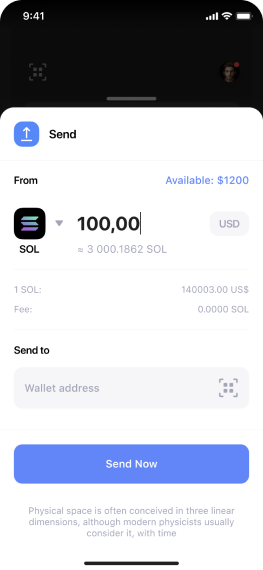 9:41
Send
From
Available: $1200
100,00
USD
SOL
≈ 3 000.1862 SOL
1 SOL:
140003.00 US$
Fee:
0.0000 SOL
Send to
Wallet address
Send Now
Physical space is often conceived in three linear
dimensions, although modern physicists usually
consider it, with time